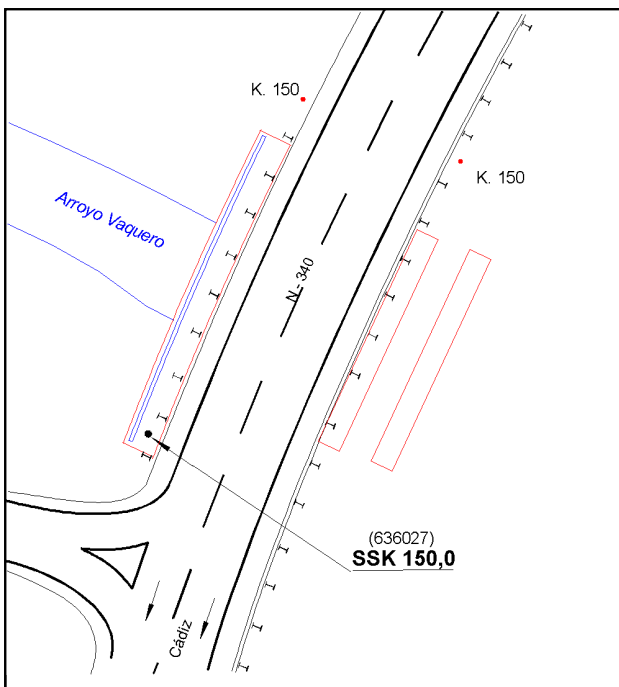 K. 150
K. 150
Arroyo Vaquero
N - 340
(636027)
SSK 150,0
Cádiz